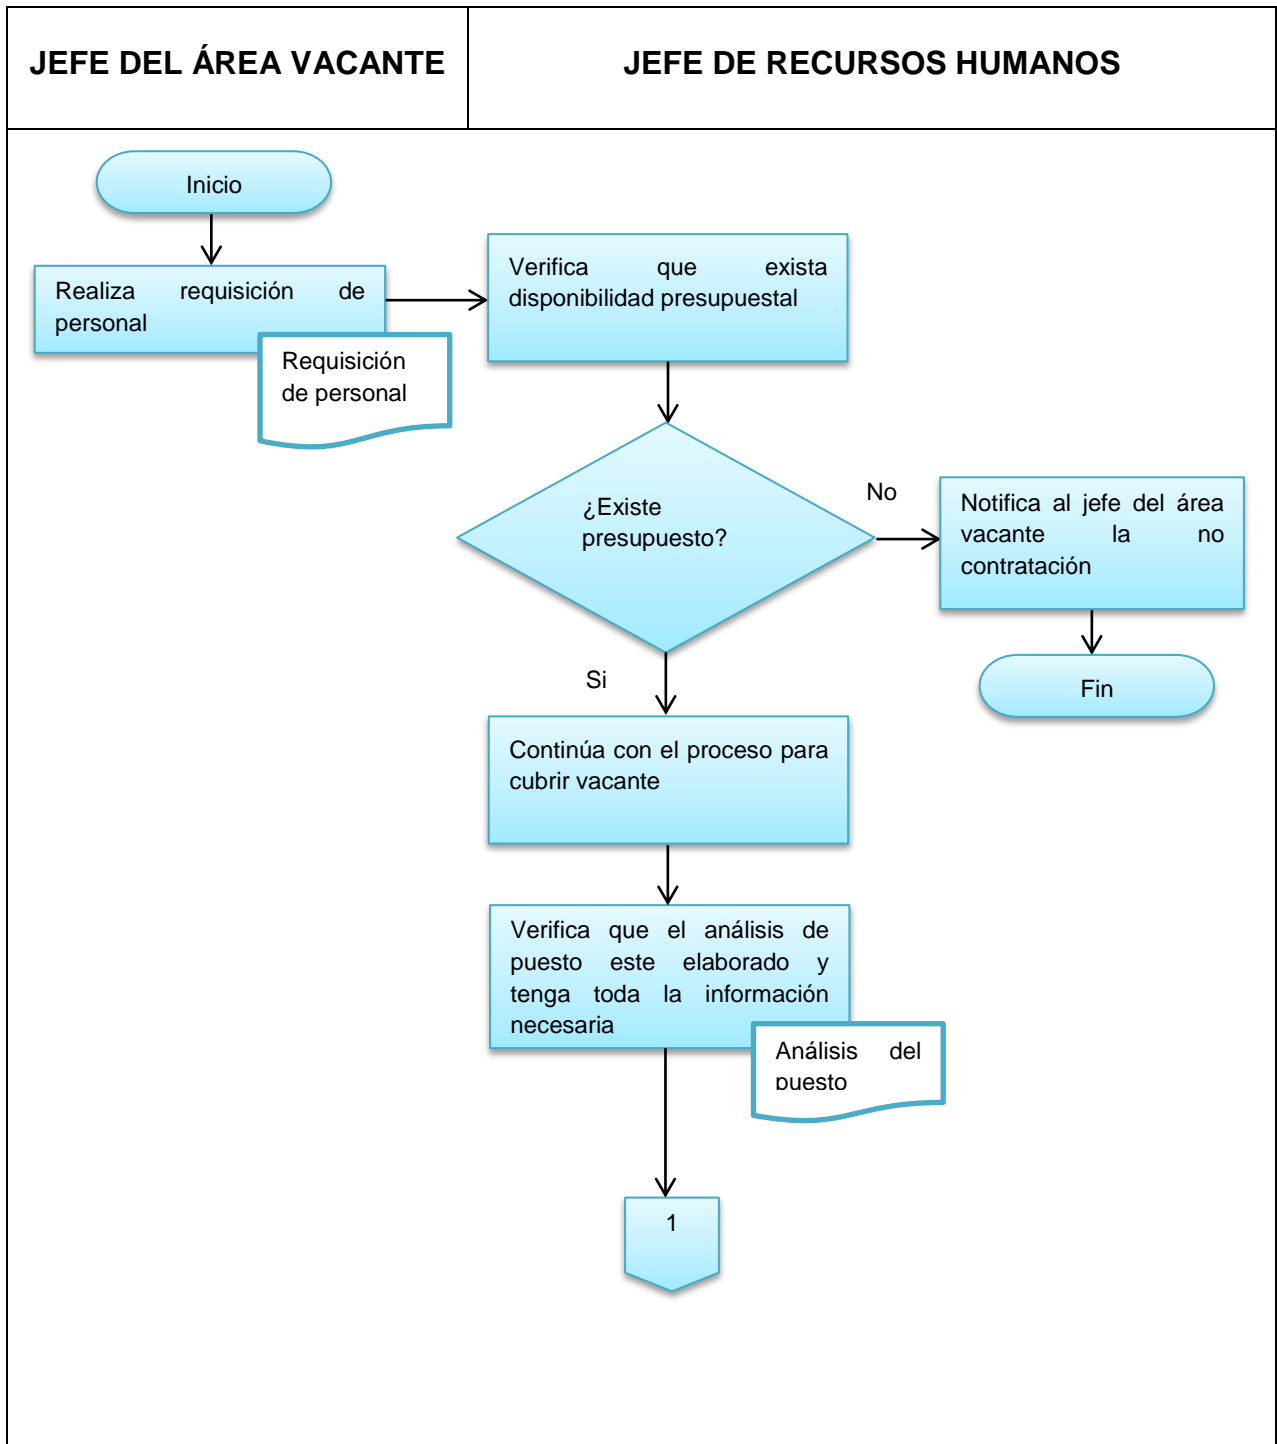 JEFE DEL ÁREA VACANTE
JEFE DE RECURSOS HUMANOS
Inicio
Realiza requisición de
personal
Requisición
de personal
Verifica que exista
disponibilidad presupuestal
¿Existe
presupuesto?
No
Notifica al jefe del área
vacante la no
contratación
Fin
Si
Continúa con el proceso para
cubrir vacante
Verifica que el análisis de
puesto este elaborado y
tenga toda la información
necesaria
Análisis del
puesto
1